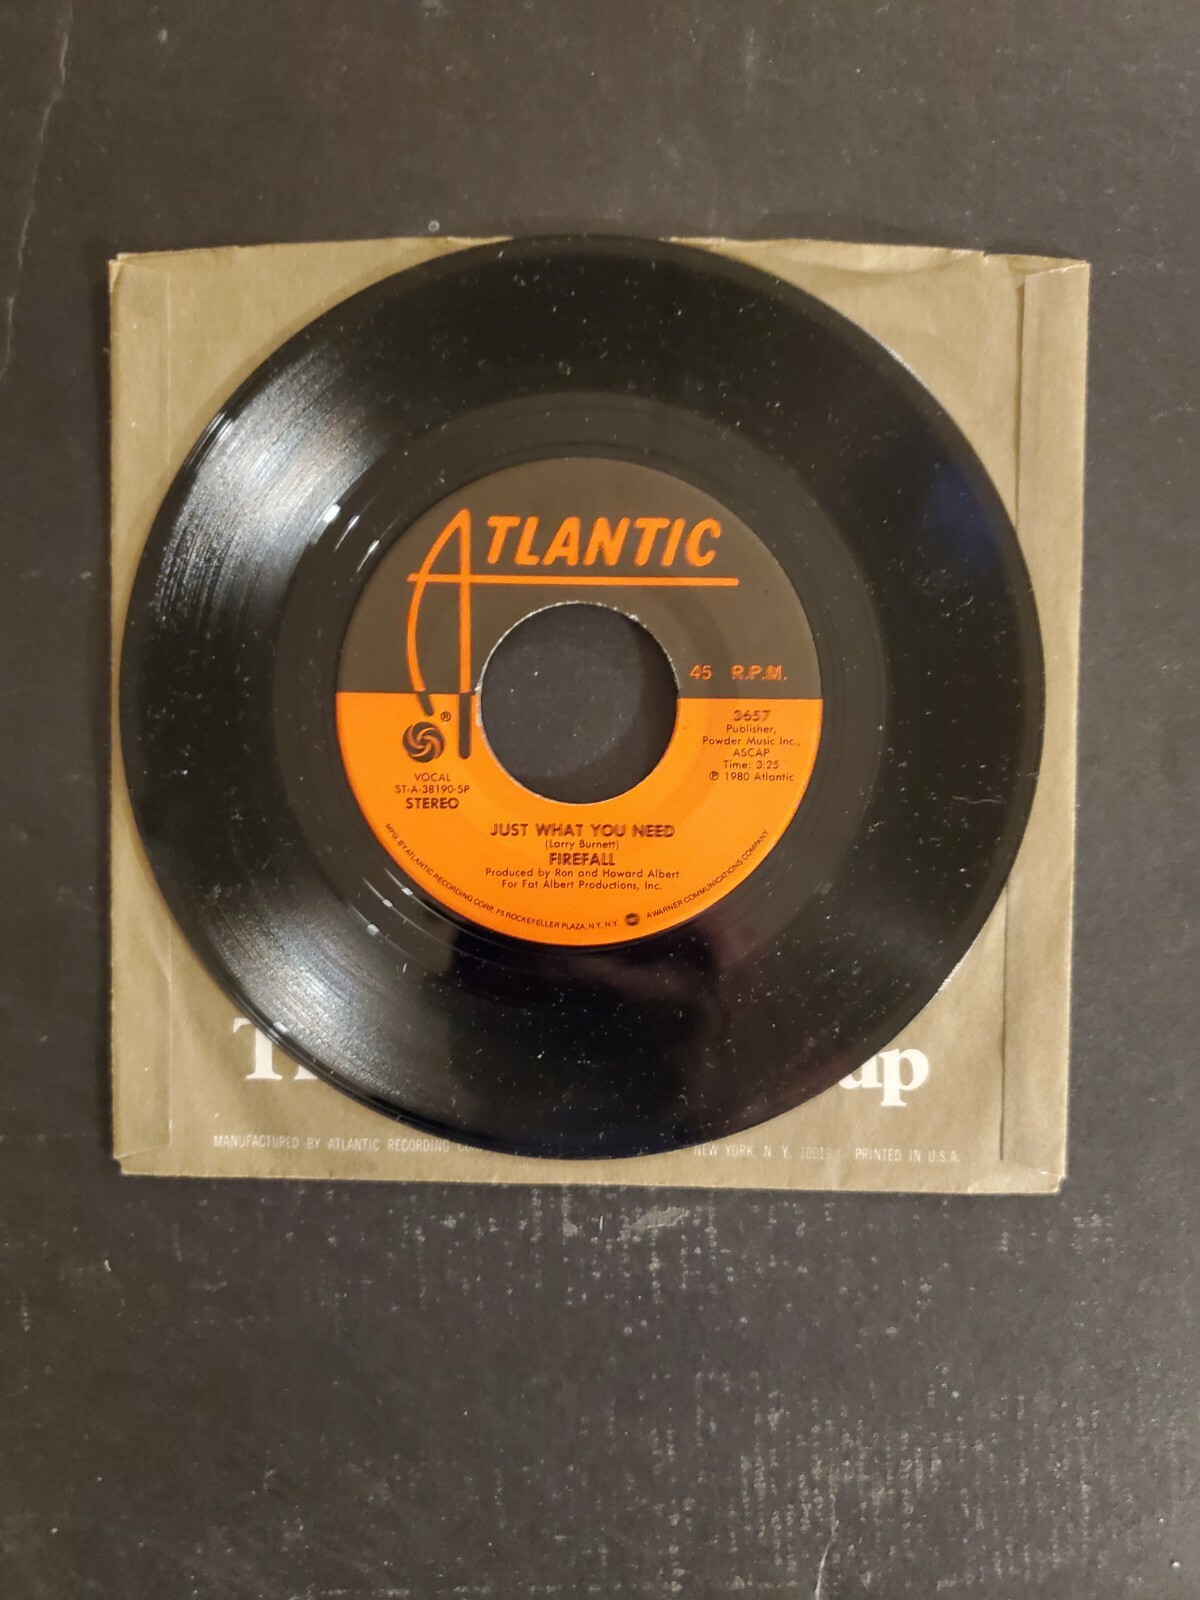 ATLANTIC
45 R.P.M.
®
VOCAL
ST-A-38190-SP
STEREO
3657
Publisher,
Powder Music Inc.,
ASCAP
Time: 3:25
℗ 1980 Atlantic
JUST WHAT YOU NEED
(Larry Burnett)
FIREFALL
Produced by Ron and Howard Albert
For Fat Albert Productions, Inc.
MFG. BY ATLANTIC RECORDING CORP., 75 ROCKEFELLER PLAZA, N.Y., N.Y. A WARNER COMMUNICATIONS COMPANY
up
MANUFACTURED BY ATLANTIC RECORDING NEW YORK, N. Y. 10019 PRINTED IN U.S.A.